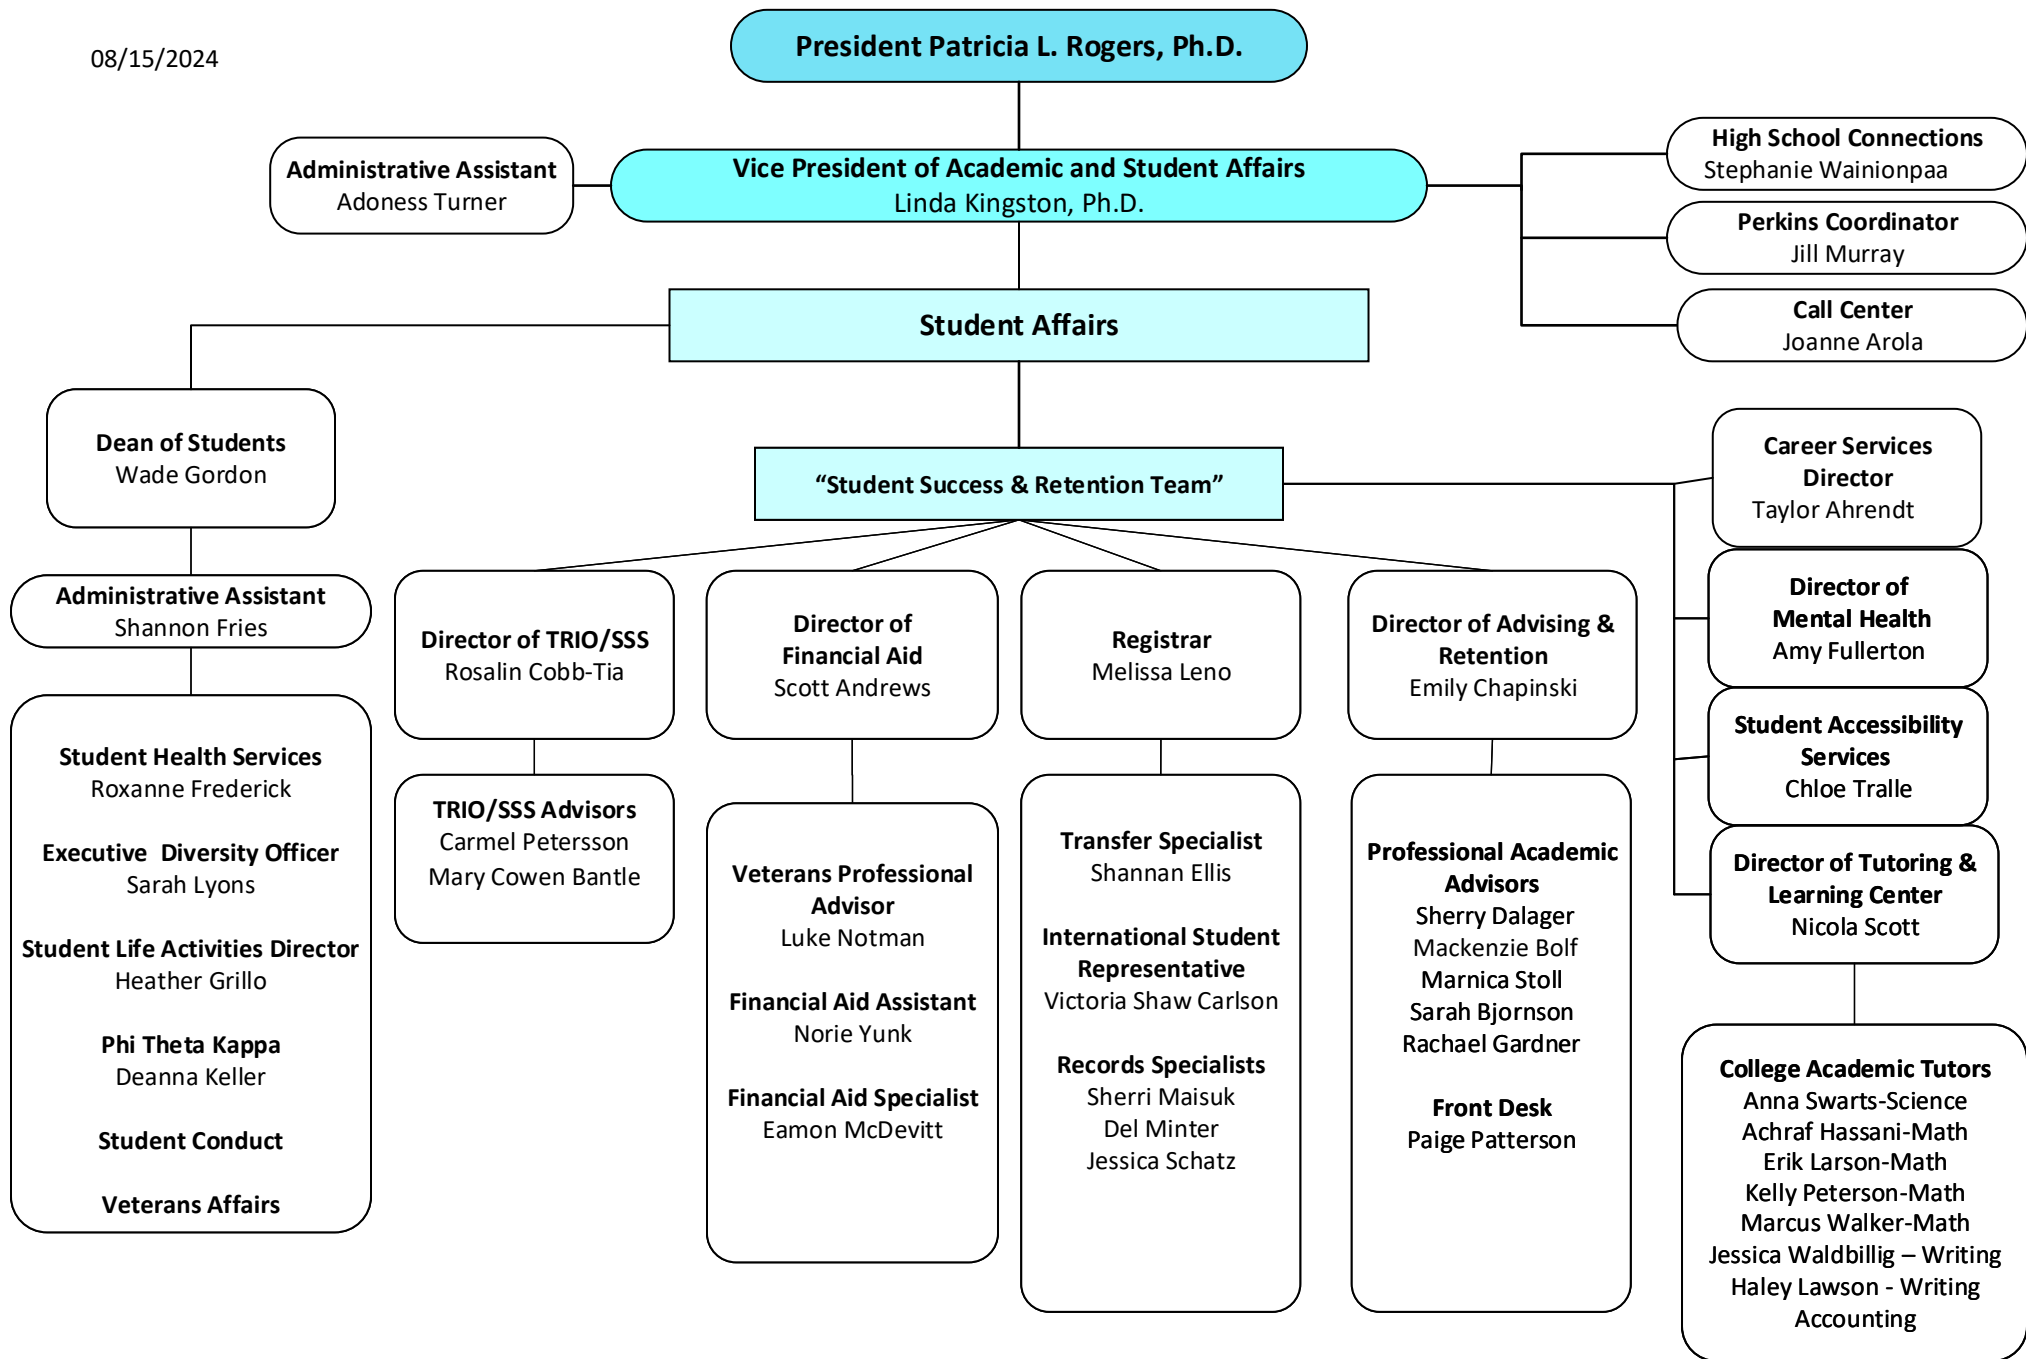 08/15/2024
President Patricia L. Rogers, Ph.D.
Administrative Assistant
Adoness Turner
Vice President of Academic and Student Affairs
Linda Kingston, Ph.D.
High School Connections
Stephanie Wainionpaa
Perkins Coordinator
Jill Murray
Call Center
Joanne Arola
Student Affairs
Dean of Students
Wade Gordon
“Student Success & Retention Team”
Career Services
Director
Taylor Ahrendt
Administrative Assistant
Shannon Fries
Director of TRIO/SSS
Rosalin Cobb-Tia
Director of
Financial Aid
Scott Andrews
Registrar
Melissa Leno
Director of Advising &
Retention
Emily Chapinski
Director of
Mental Health
Amy Fullerton
Student Accessibility
Services
Chloe Tralle
Director of Tutoring &
Learning Center
Nicola Scott
Student Health Services
Roxanne Frederick
Executive  Diversity Officer
Sarah Lyons
Student Life Activities Director
Heather Grillo
Phi Theta Kappa
Deanna Keller
Student Conduct
Veterans Affairs
TRIO/SSS Advisors
Carmel Petersson
Mary Cowen Bantle
Veterans Professional
Advisor
Luke Notman
Financial Aid Assistant
Norie Yunk
Financial Aid Specialist
Eamon McDevitt
Transfer Specialist
Shannan Ellis
International Student
Representative
Victoria Shaw Carlson
Records Specialists
Sherri Maisuk
Del Minter
Jessica Schatz
Professional Academic
Advisors
Sherry Dalager
Mackenzie Bolf
Marnica Stoll
Sarah Bjornson
Rachael Gardner
Front Desk
Paige Patterson
College Academic Tutors
Anna Swarts-Science
Achraf Hassani-Math
Erik Larson-Math
Kelly Peterson-Math
Marcus Walker-Math
Jessica Waldbillig – Writing
Haley Lawson - Writing
Accounting